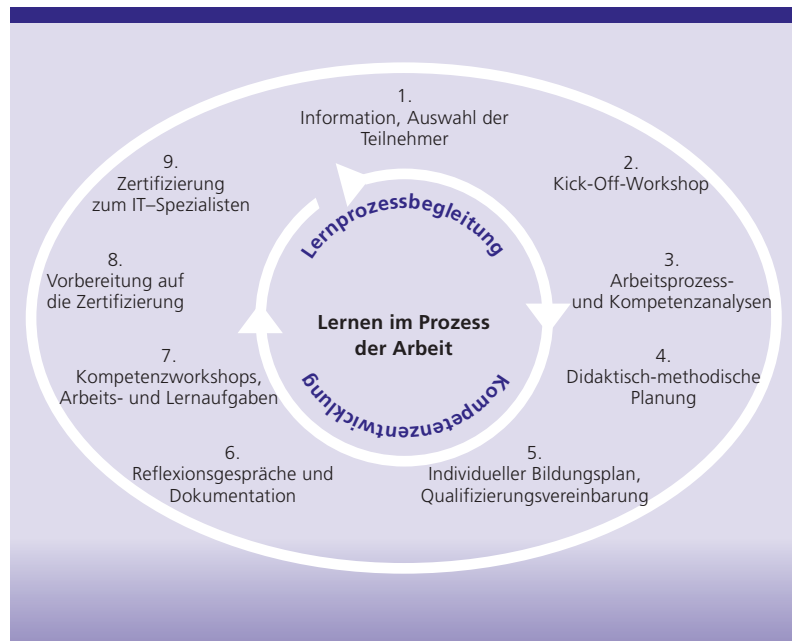 1.
Information, Auswahl der
Teilnehmer
2.
Kick-Off-Workshop
3.
Arbeitsprozess-
und Kompetenzanalysen
4.
Didaktisch-methodische
Planung
5.
Individueller Bildungsplan,
Qualifizierungsvereinbarung
6.
Reflexionsgespräche und
Dokumentation
7.
Kompetenzworkshops,
Arbeits- und Lernaufgaben
8.
Vorbereitung auf
die Zertifizierung
9.
Zertifizierung
zum IT–Spezialisten
Lernprozessbegleitung
Lernen im Prozess
der Arbeit
Kompetenzentwicklung